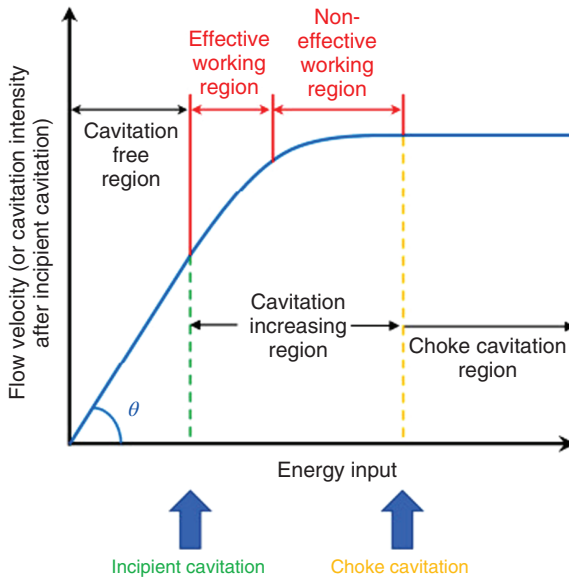 Effective
working
region
Non-
effective
working
region
Cavitation
free
region
Flow velocity (or cavitation intensity
after incipient cavitation)
Cavitation
increasing
region
Choke cavitation
region
θ
Energy input
Incipient cavitation
Choke cavitation